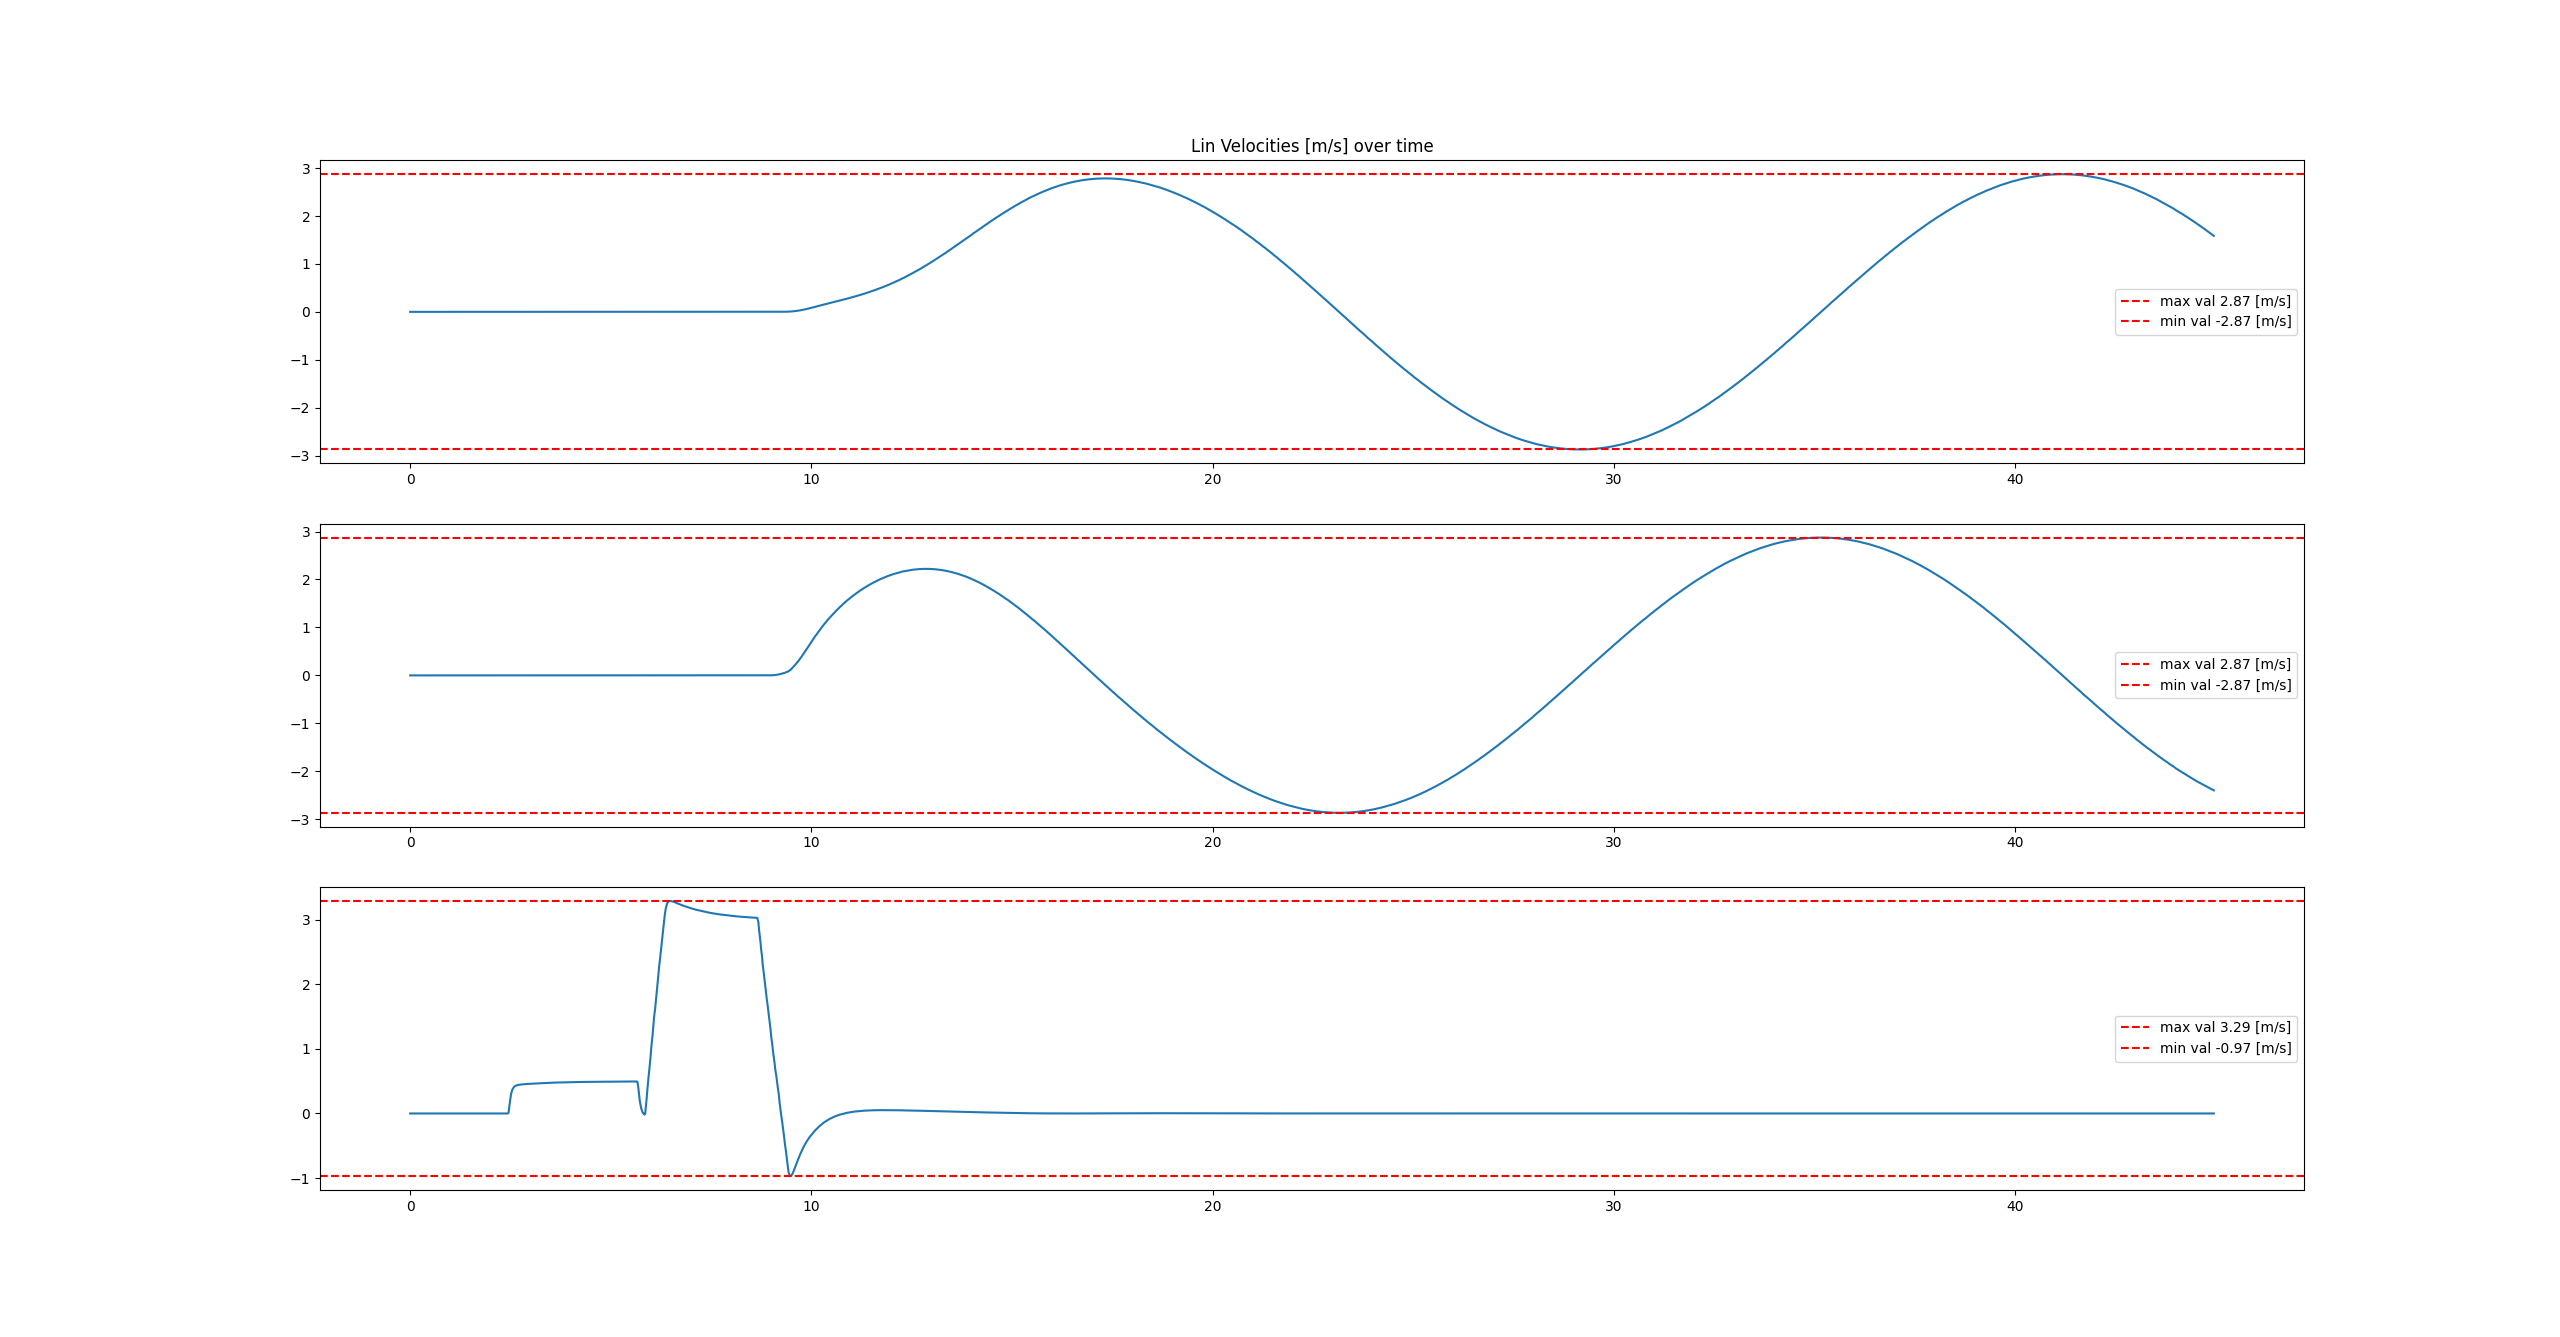 Lin Velocities [m/s] over time
3
2
1
0
−1
−2
−3
max val 2.87 [m/s]
min val -2.87 [m/s]
0 10 20 30 40
3
2
1
0
−1
−2
−3
max val 2.87 [m/s]
min val -2.87 [m/s]
0 10 20 30 40
3
2
1
0
−1
max val 3.29 [m/s]
min val -0.97 [m/s]
0 10 20 30 40